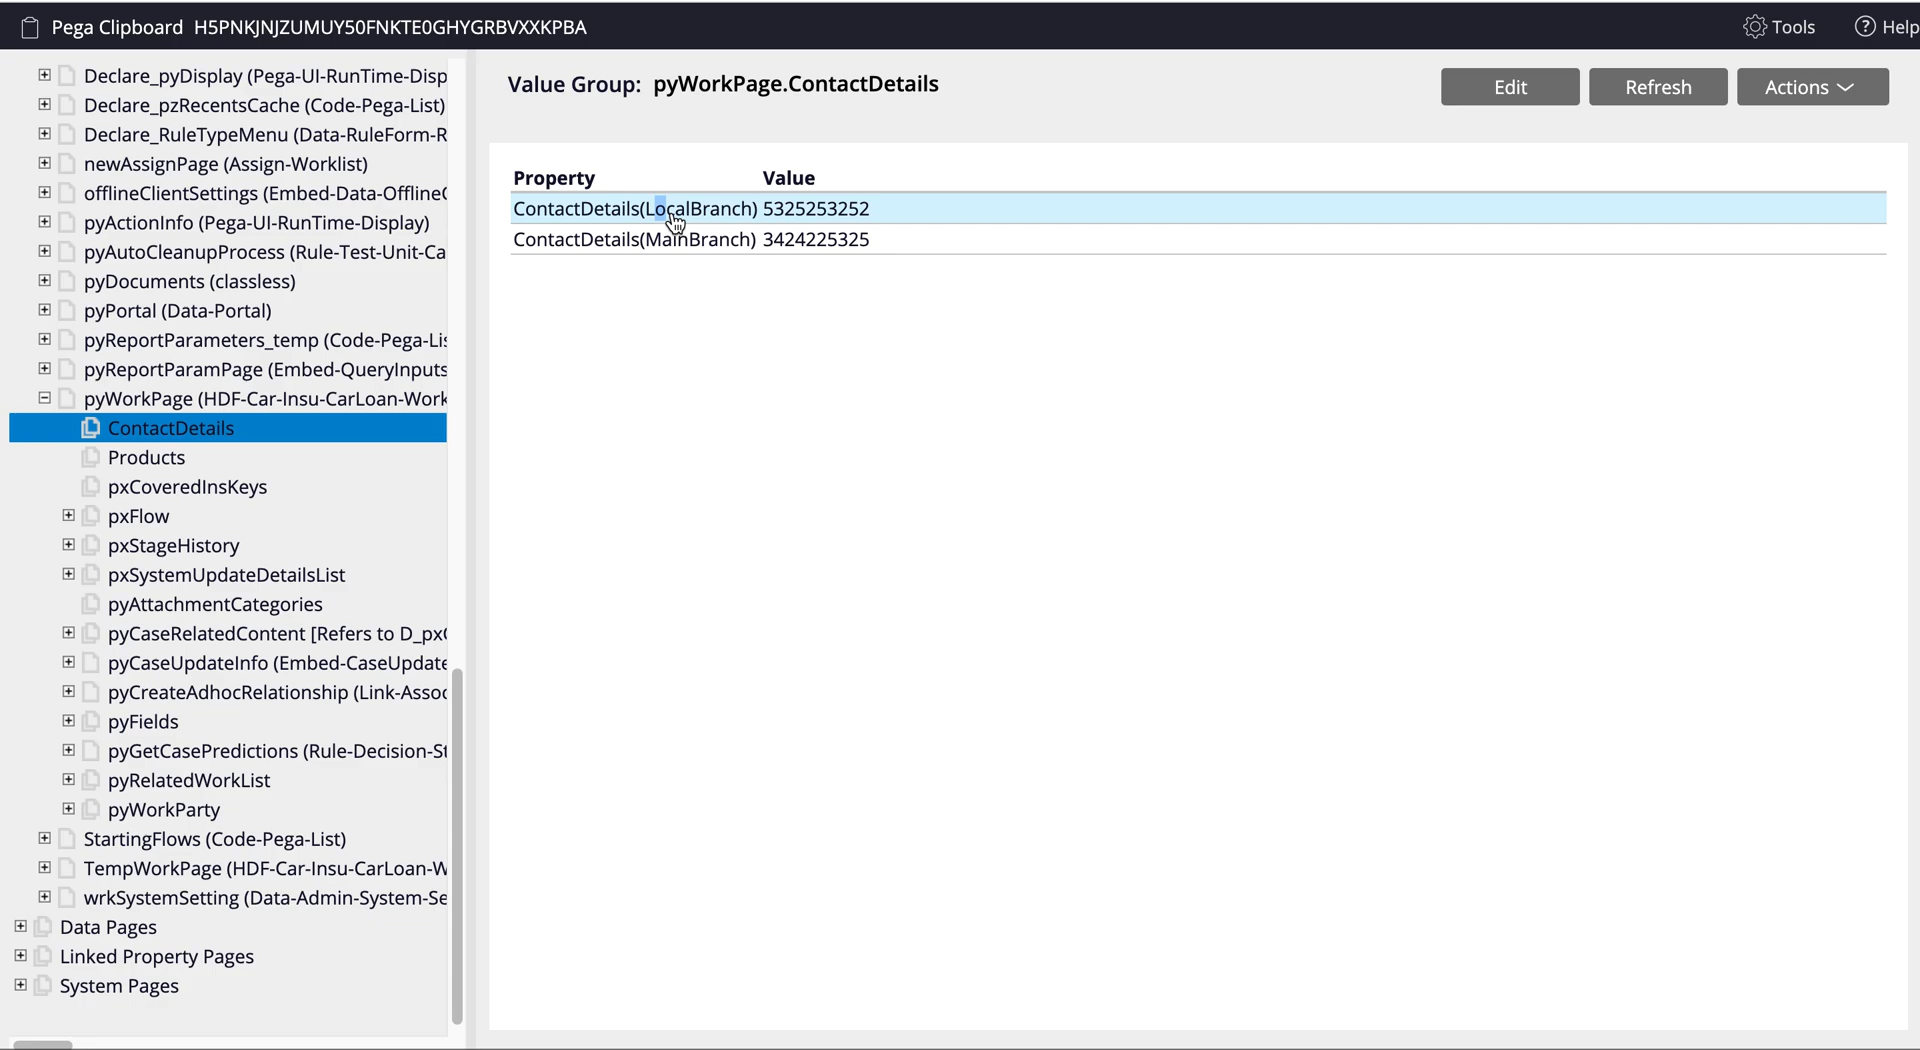 Pega Clipboard H5PNKJNJZUMUY50FNKTE0GHYGRBVXXKPBA
Tools
Help
Declare_pyDisplay (Pega-UI-RunTime-Disp
Declare_pzRecentsCache (Code-Pega-List)
Declare_RuleTypeMenu (Data-RuleForm-R
newAssignPage (Assign-Worklist)
offlineClientSettings (Embed-Data-OfflineC
pyActionInfo (Pega-UI-RunTime-Display)
pyAutoCleanupProcess (Rule-Test-Unit-Ca
pyDocuments (classless)
pyPortal (Data-Portal)
pyReportParameters_temp (Code-Pega-Lis
pyReportParamPage (Embed-QueryInputs
pyWorkPage (HDF-Car-Insu-CarLoan-Work
ContactDetails
Products
pxCoveredInsKeys
pxFlow
pxStageHistory
pxSystemUpdateDetailsList
pyAttachmentCategories
pyCaseRelatedContent [Refers to D_pxC
pyCaseUpdateInfo (Embed-CaseUpdate
pyCreateAdhocRelationship (Link-Assoc
pyFields
pyGetCasePredictions (Rule-Decision-St
pyRelatedWorkList
pyWorkParty
StartingFlows (Code-Pega-List)
TempWorkPage (HDF-Car-Insu-CarLoan-W
wrkSystemSetting (Data-Admin-System-Se
Data Pages
Linked Property Pages
System Pages
Value Group: pyWorkPage.ContactDetails
Edit
Refresh
Actions
Property Value
ContactDetails(LocalBranch) 5325253252
ContactDetails(MainBranch) 3424225325